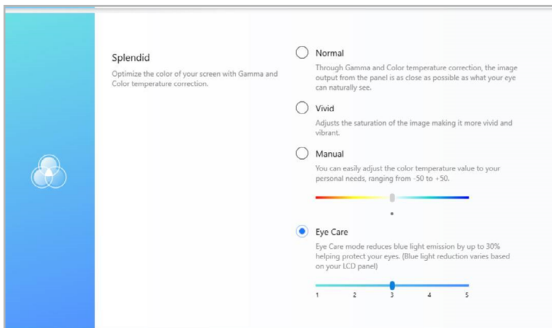 Splendid
Optimize the color of your screen with Gamma and
Color temperature correction.
Normal
Through Gamma and Color temperature correction, the image
output from the panel is as close as possible as what your eye
can naturally see.
Vivid
Adjusts the saturation of the image making it more vivid and
vibrant.
Manual
You can easily adjust the color temperature value to your
personal needs, ranging from -50 to +50.
Eye Care
Eye Care mode reduces blue light emission by up to 30%
helping protect your eyes. (Blue light reduction varies based
on your LCD panel)
1 2 3 4 5